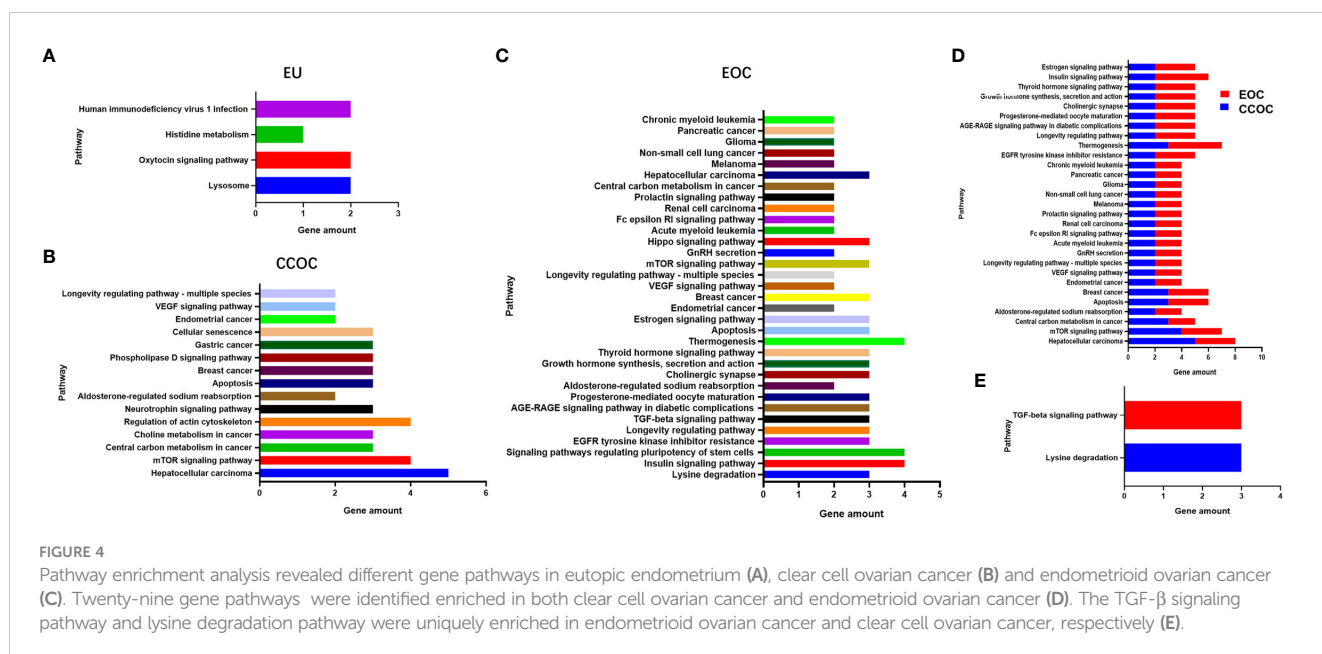 A
EU
Human immunodeficiency virus 1 infection
Histidine metabolism
Oxytocin signaling pathway
Lysosome
Pathway
0 1 2 3
Gene amount
B
CCOC
Longevity regulating pathway - multiple species
VEGF signaling pathway
Endometrial cancer
Cellular senescence
Gastric cancer
Phospholipase D signaling pathway
Breast cancer
Apoptosis
Aldosterone-regulated sodium reabsorption
Neurotrophin signaling pathway
Regulation of actin cytoskeleton
Choline metabolism in cancer
Central carbon metabolism in cancer
mTOR signaling pathway
Hepatocellular carcinoma
Pathway
0 2 4 6
Gene amount
C
EOC
Chronic myeloid leukemia
Pancreatic cancer
Glioma
Non-small cell lung cancer
Melanoma
Hepatocellular carcinoma
Central carbon metabolism in cancer
Prolactin signaling pathway
Renal cell carcinoma
Fc epsilon RI signaling pathway
Acute myeloid leukemia
Hippo signaling pathway
GnRH secretion
mTOR signaling pathway
Longevity regulating pathway - multiple species
VEGF signaling pathway
Breast cancer
Endometrial cancer
Estrogen signaling pathway
Apoptosis
Thermogenesis
Thyroid hormone signaling pathway
Growth hormone synthesis, secretion and action
Cholinergic synapse
Aldosterone-regulated sodium reabsorption
Progesterone-mediated oocyte maturation
AGE-RAGE signaling pathway in diabetic complications
TGF-beta signaling pathway
Longevity regulating pathway
EGFR tyrosine kinase inhibitor resistance
Signaling pathways regulating pluripotency of stem cells
Insulin signaling pathway
Lysine degradation
Pathway
0 1 2 3 4 5
Gene amount
D
Estrogen signaling pathway
Insulin signaling pathway
Thyroid hormone signaling pathway
Growth hormone synthesis, secretion and action
Cholinergic synapse
Progesterone-mediated oocyte maturation
AGE-RAGE signaling pathway in diabetic complications
Longevity regulating pathway
Thermogenesis
EGFR tyrosine kinase inhibitor resistance
Chronic myeloid leukemia
Pancreatic cancer
Glioma
Non-small cell lung cancer
Melanoma
Prolactin signaling pathway
Renal cell carcinoma
Fc epsilon RI signaling pathway
Acute myeloid leukemia
GnRH secretion
Longevity regulating pathway - multiple species
VEGF signaling pathway
Endometrial cancer
Breast cancer
Apoptosis
Aldosterone-regulated sodium reabsorption
Central carbon metabolism in cancer
mTOR signaling pathway
Hepatocellular carcinoma
Pathway
0 2 4 6 8 10
Gene amount
EOC
CCOC
E
TGF-beta signaling pathway
Lysine degradation
Pathway
0 1 2 3 4
Gene amount
FIGURE 4
Pathway enrichment analysis revealed different gene pathways in eutopic endometrium (A), clear cell ovarian cancer (B) and endometrioid ovarian cancer
(C). Twenty-nine gene pathways were identified enriched in both clear cell ovarian cancer and endometrioid ovarian cancer (D). The TGF-β signaling
pathway and lysine degradation pathway were uniquely enriched in endometrioid ovarian cancer and clear cell ovarian cancer, respectively (E).